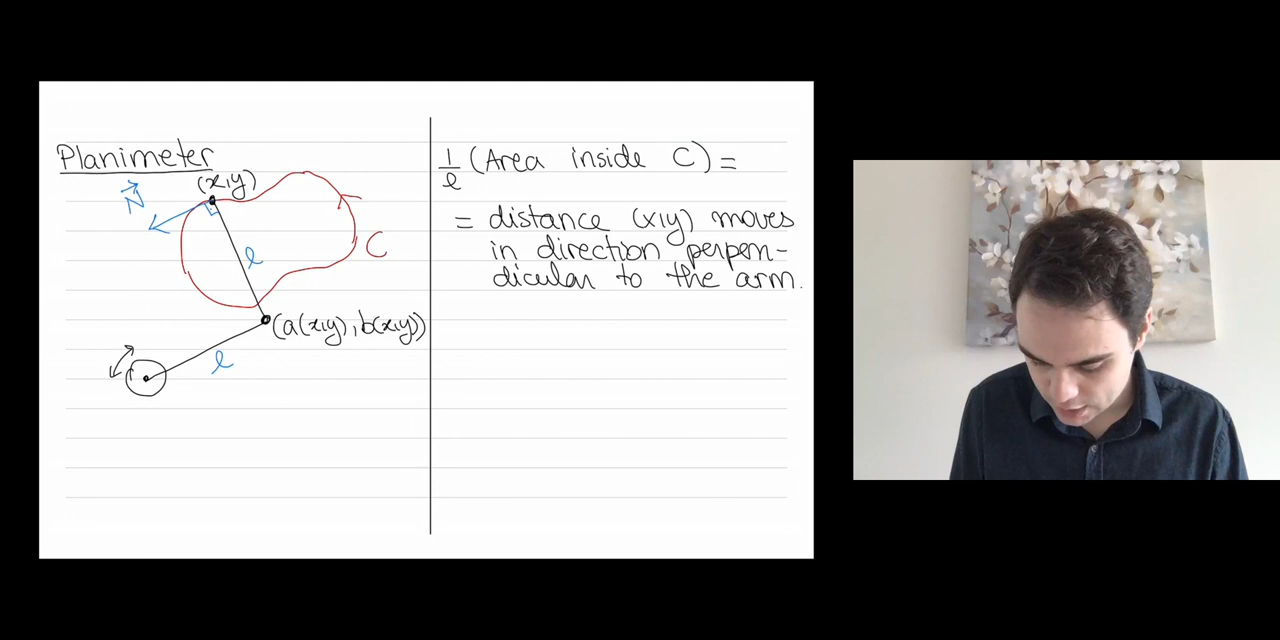 Planimeter
(x,y)
N
l
C
(a(x,y), b(x,y))
l
1/l (Area inside C) =
= distance (x,y) moves
in direction perpen-
dicular to the arm.